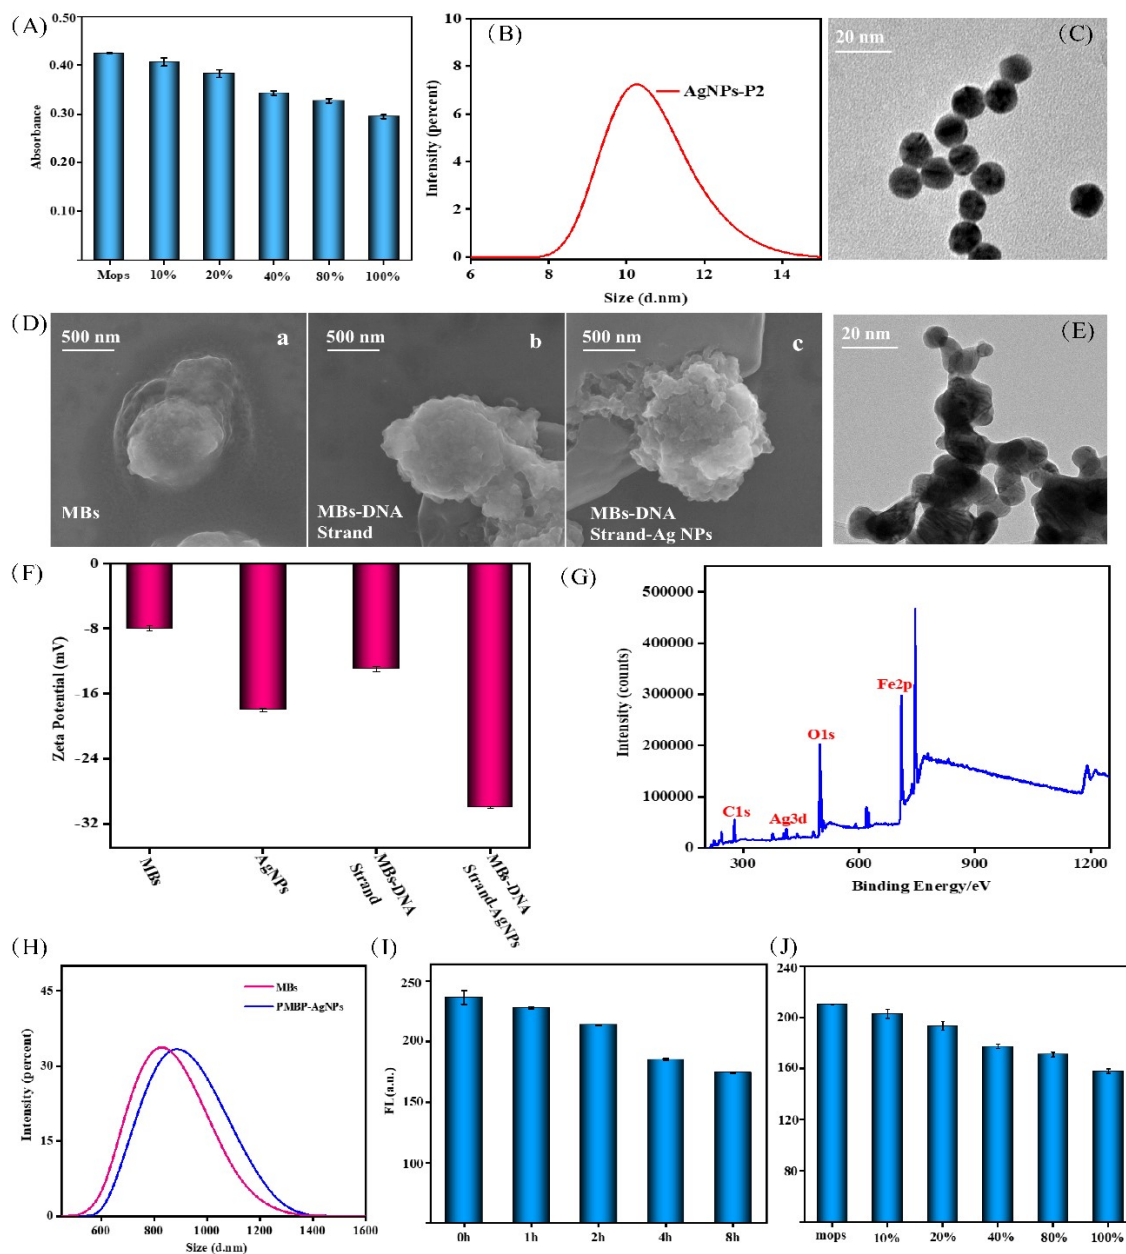 (A)
0.50
0.40
0.30
0.20
0.10
Absorbance
Mops 10% 20% 40% 80% 100%
(B)
10
8
6
4
2
0
Intensity (percent)
AgNPs-P2
6 8 10 12 14
Size (d.nm)
(C)
20 nm
(D)
500 nm
a
MBs
500 nm
b
MBs-DNA
Strand
500 nm
c
MBs-DNA
Strand-Ag NPs
(E)
20 nm
(F)
0
-8
-16
-24
-32
Zeta Potential (mV)
MBs
AgNPs
MBs-DNA
Strand
MBs-DNA
Strand-AgNPs
(G)
500000
400000
300000
200000
100000
0
Intensity (counts)
C1s
Ag3d
O1s
Fe2p
300 600 900 1200
Binding Energy/eV
(H)
45
30
15
0
Intensity (percent)
MBs
PMBP-AgNPs
600 800 1000 1200 1400 1600
Size (d.nm)
(I)
250
200
150
100
FL(a.u.)
0h 1h 2h 4h 8h
(J)
240
200
160
120
80
mops 10% 20% 40% 80% 100%